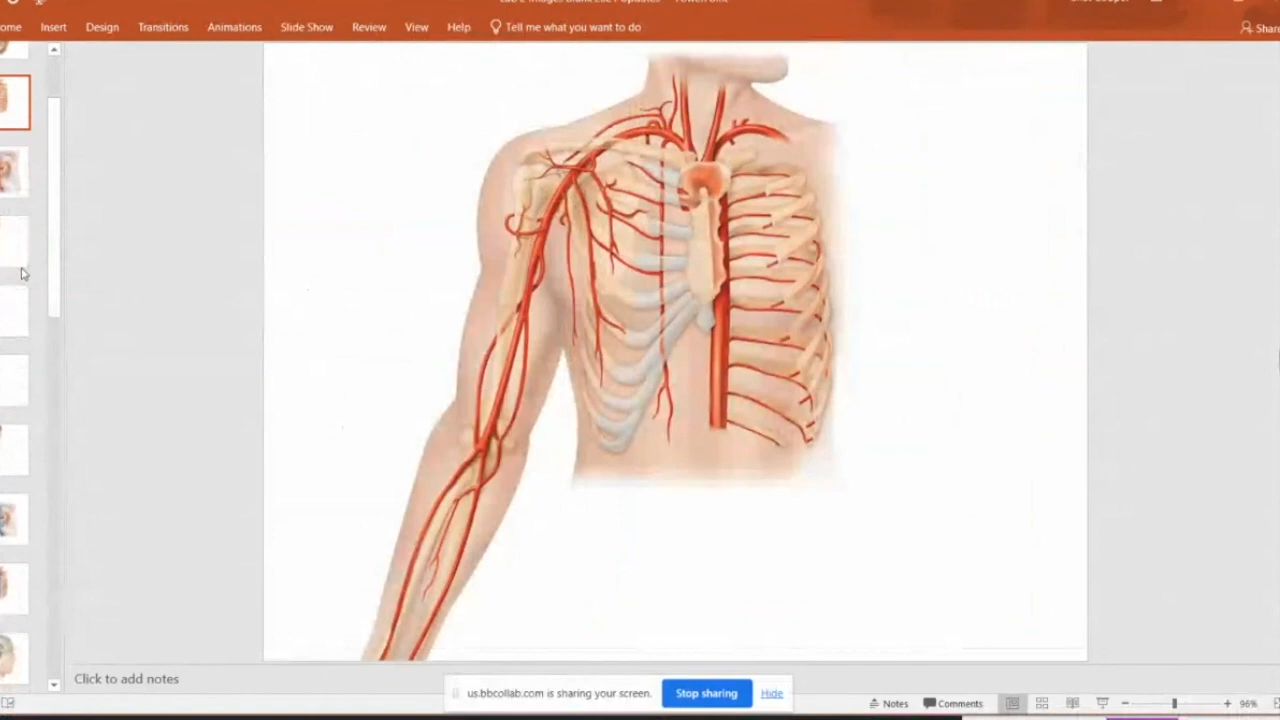 ome Insert Design Transitions Animations Slide Show Review View Help Tell me what you want to do Share
Click to add notes
us.bbcollab.com is sharing your screen. Stop sharing Hide
Notes Comments 96%